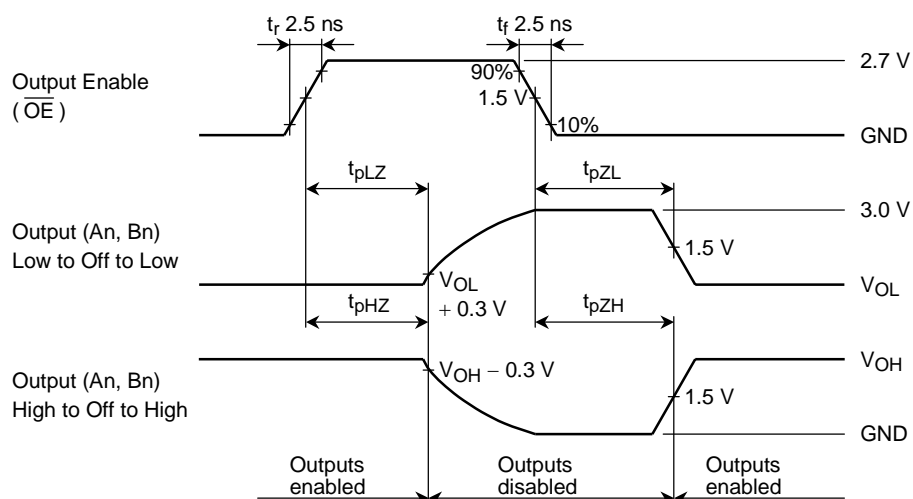 tr 2.5 ns
tf 2.5 ns
2.7 V
90%
Output Enable
( OE )
1.5 V
10%
GND
tpLZ
tpZL
3.0 V
Output (An, Bn)
Low to Off to Low
1.5 V
VOL
+ 0.3 V
VOL
tpHZ
tpZH
VOH
VOH − 0.3 V
Output (An, Bn)
High to Off to High
1.5 V
GND
Outputs
enabled
Outputs
disabled
Outputs
enabled